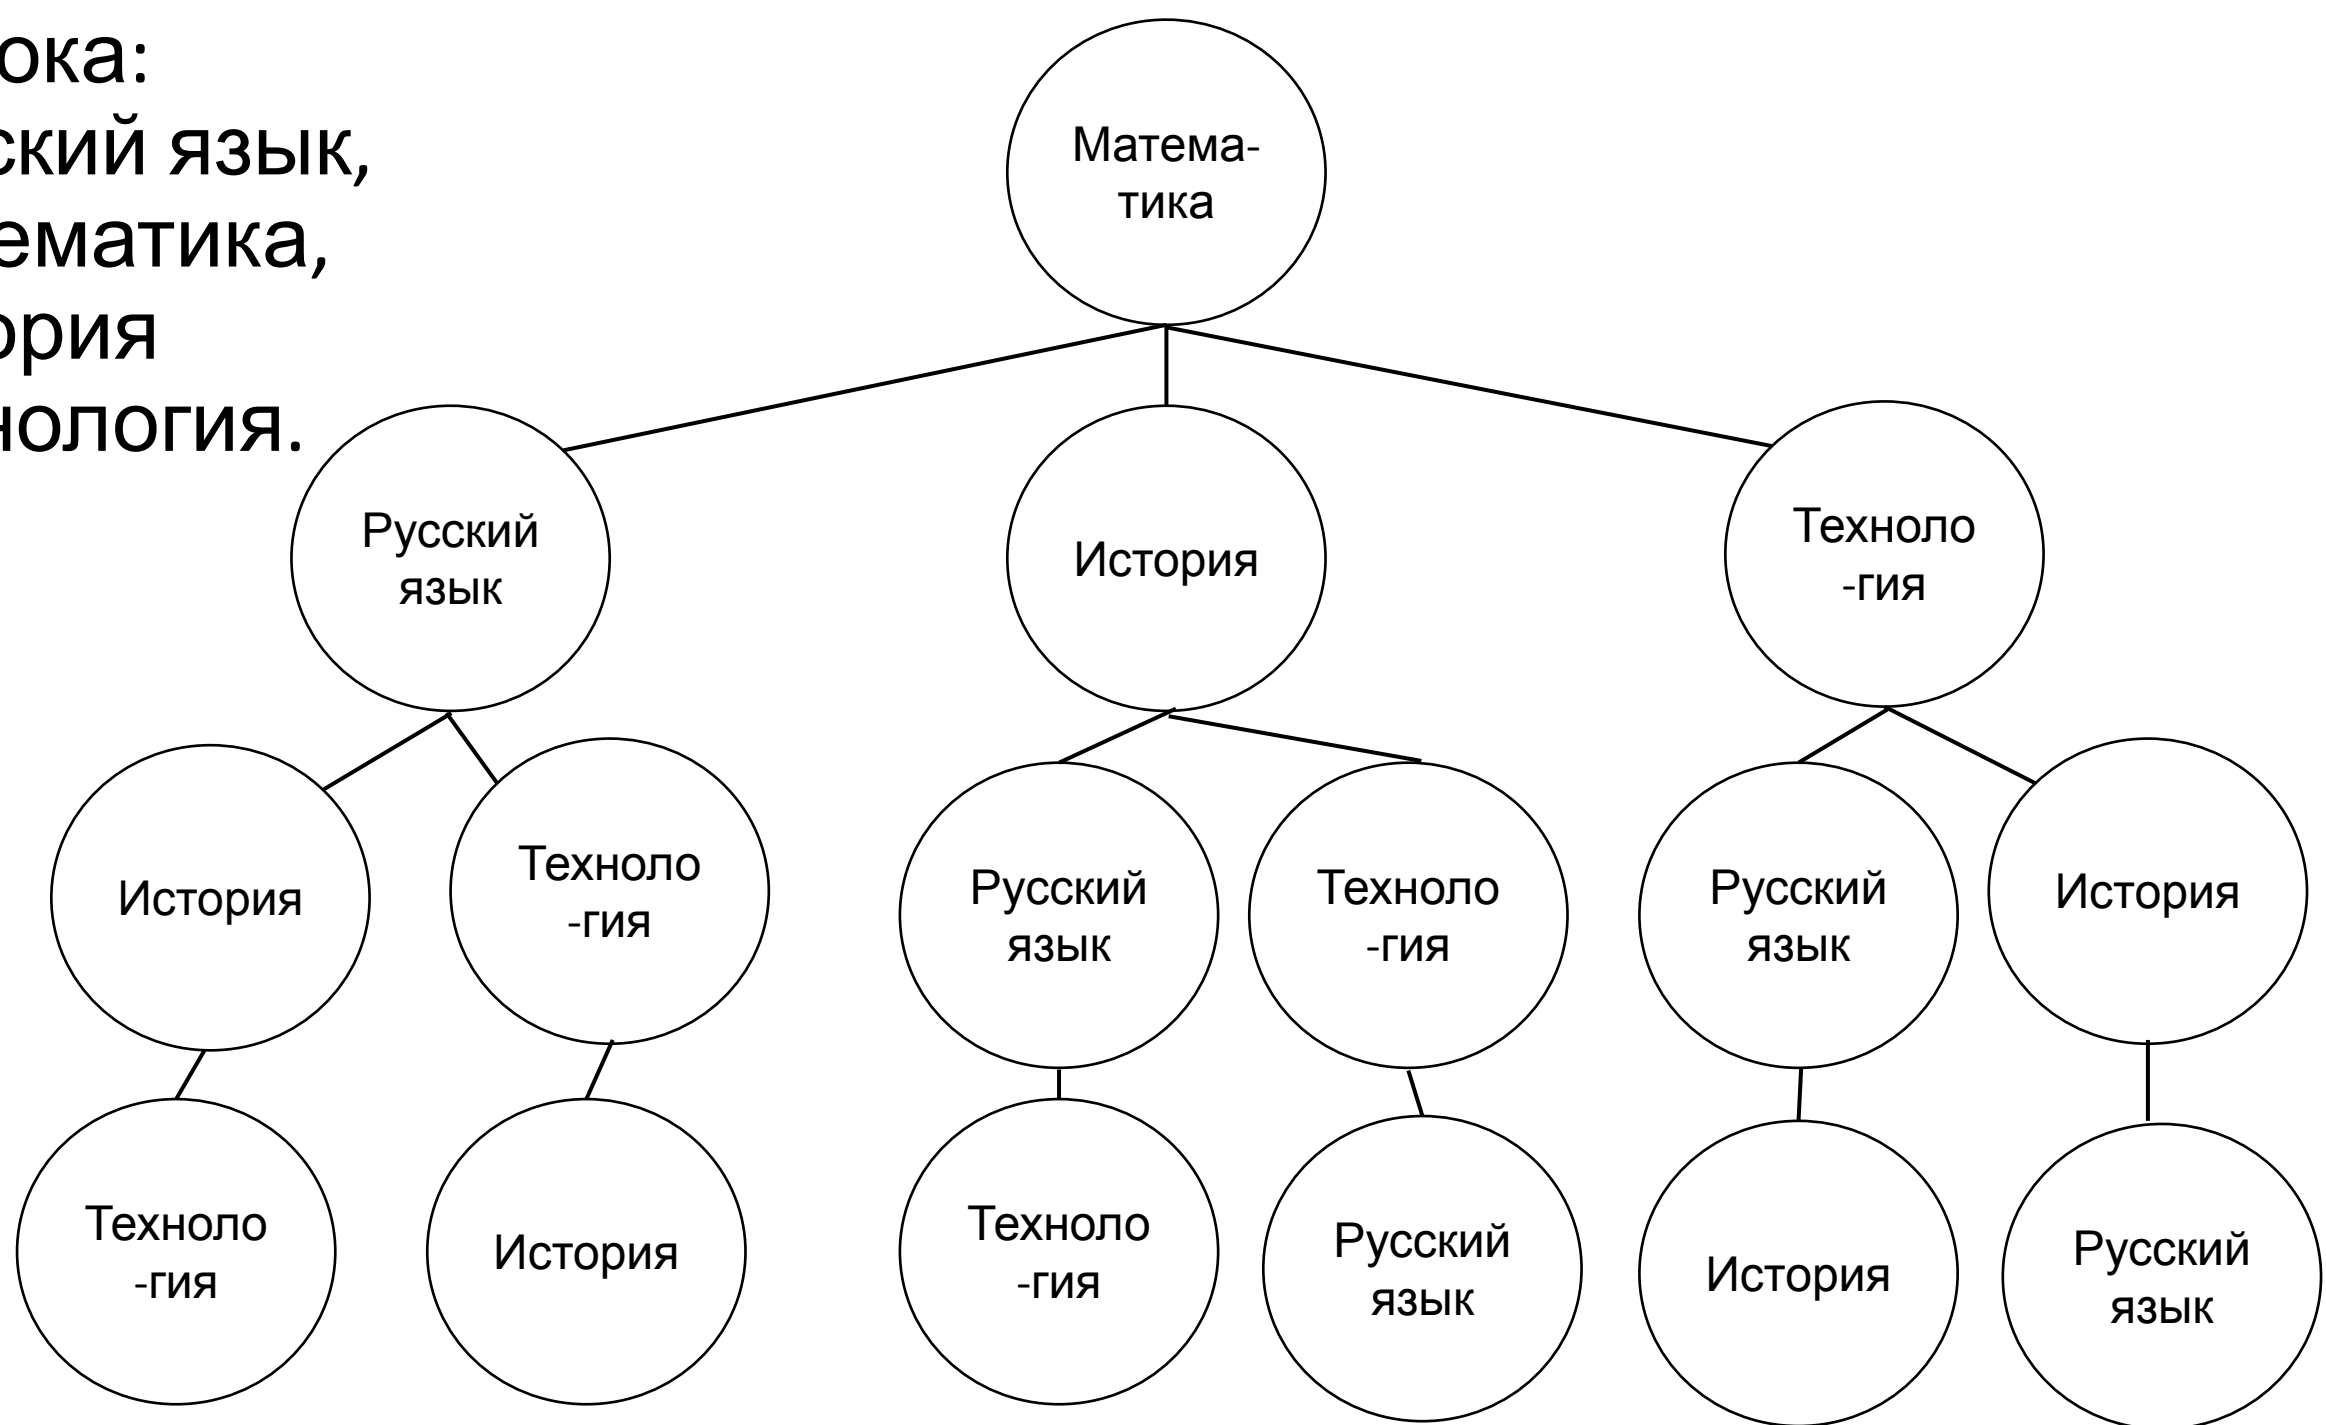 ока:
ский язык,
ематика,
ория
нология.
Матема-
тика
Русский
язык
История
Техноло
-гия
История
Техноло
-гия
Русский
язык
Техноло
-гия
Русский
язык
История
Техноло
-гия
История
Техноло
-гия
Русский
язык
История
Русский
язык